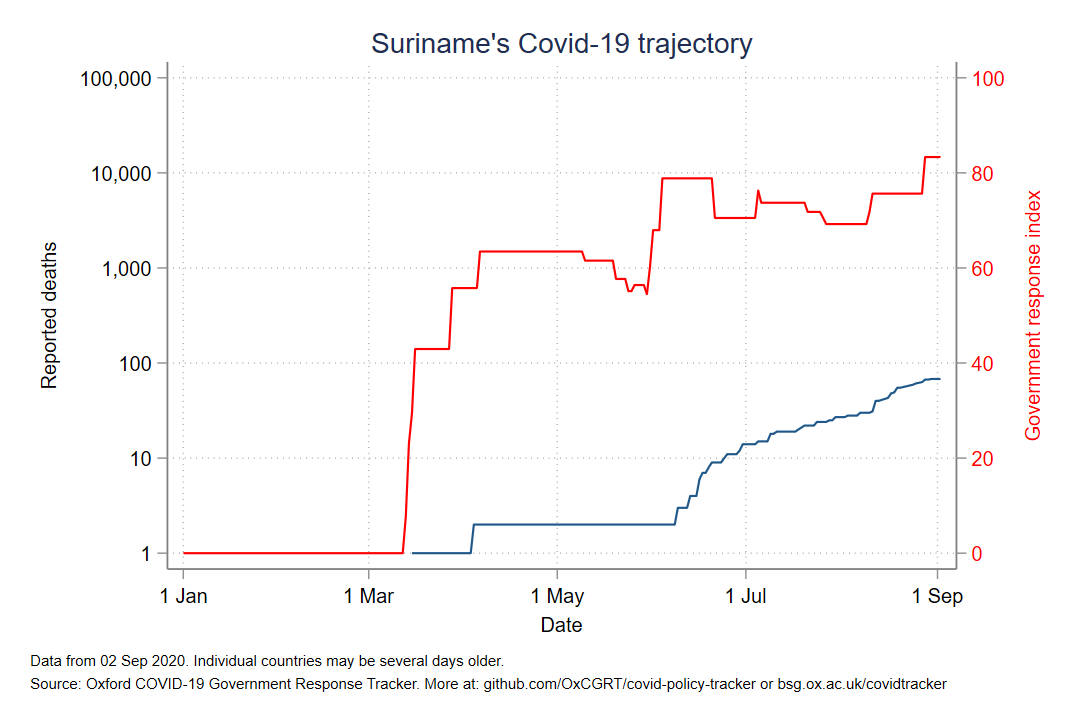 Suriname's Covid-19 trajectory
100,000
10,000
1,000
100
10
1
Reported deaths
100
80
60
40
20
0
Government response index
1 Jan
1 Mar
1 May
1 Jul
1 Sep
Date
Data from 02 Sep 2020. Individual countries may be several days older.
Source: Oxford COVID-19 Government Response Tracker. More at: github.com/OxCGRT/covid-policy-tracker or bsg.ox.ac.uk/covidtracker